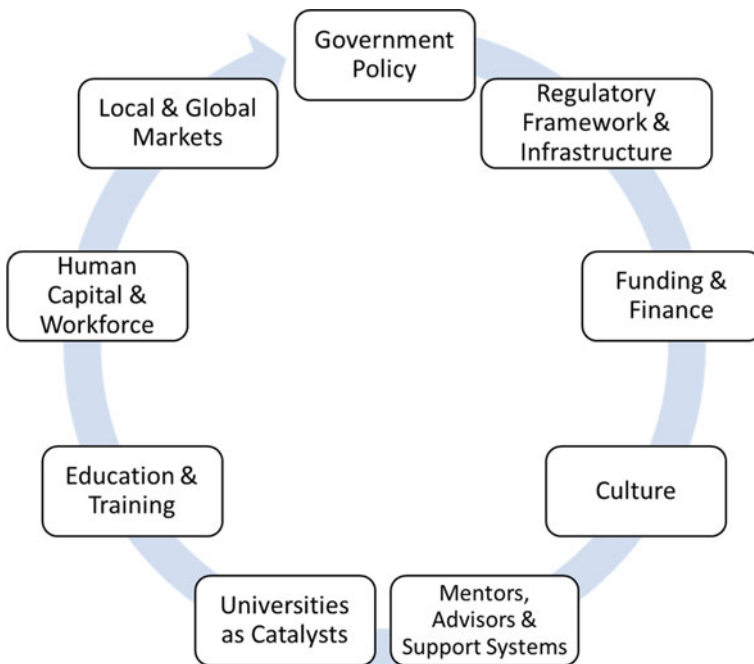 Government
Policy
Regulatory
Framework &
Infrastructure
Funding &
Finance
Culture
Mentors,
Advisors &
Support Systems
Universities
as Catalysts
Education &
Training
Human
Capital &
Workforce
Local & Global
Markets